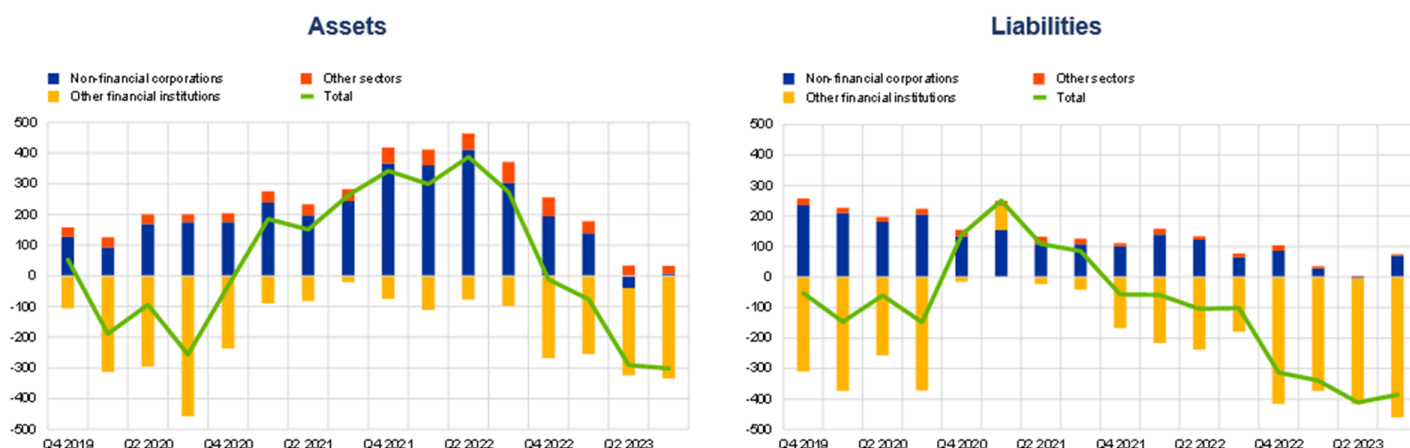 Assets
Non-financial corporations
Other sectors
Other financial institutions
Total
500
400
300
200
100
0
-100
-200
-300
-400
-500
Q4 2019
Q2 2020
Q4 2020
Q2 2021
Q4 2021
Q2 2022
Q4 2022
Q2 2023
Liabilities
Non-financial corporations
Other sectors
Other financial institutions
Total
500
400
300
200
100
0
-100
-200
-300
-400
-500
Q4 2019
Q2 2020
Q4 2020
Q2 2021
Q4 2021
Q2 2022
Q4 2022
Q2 2023